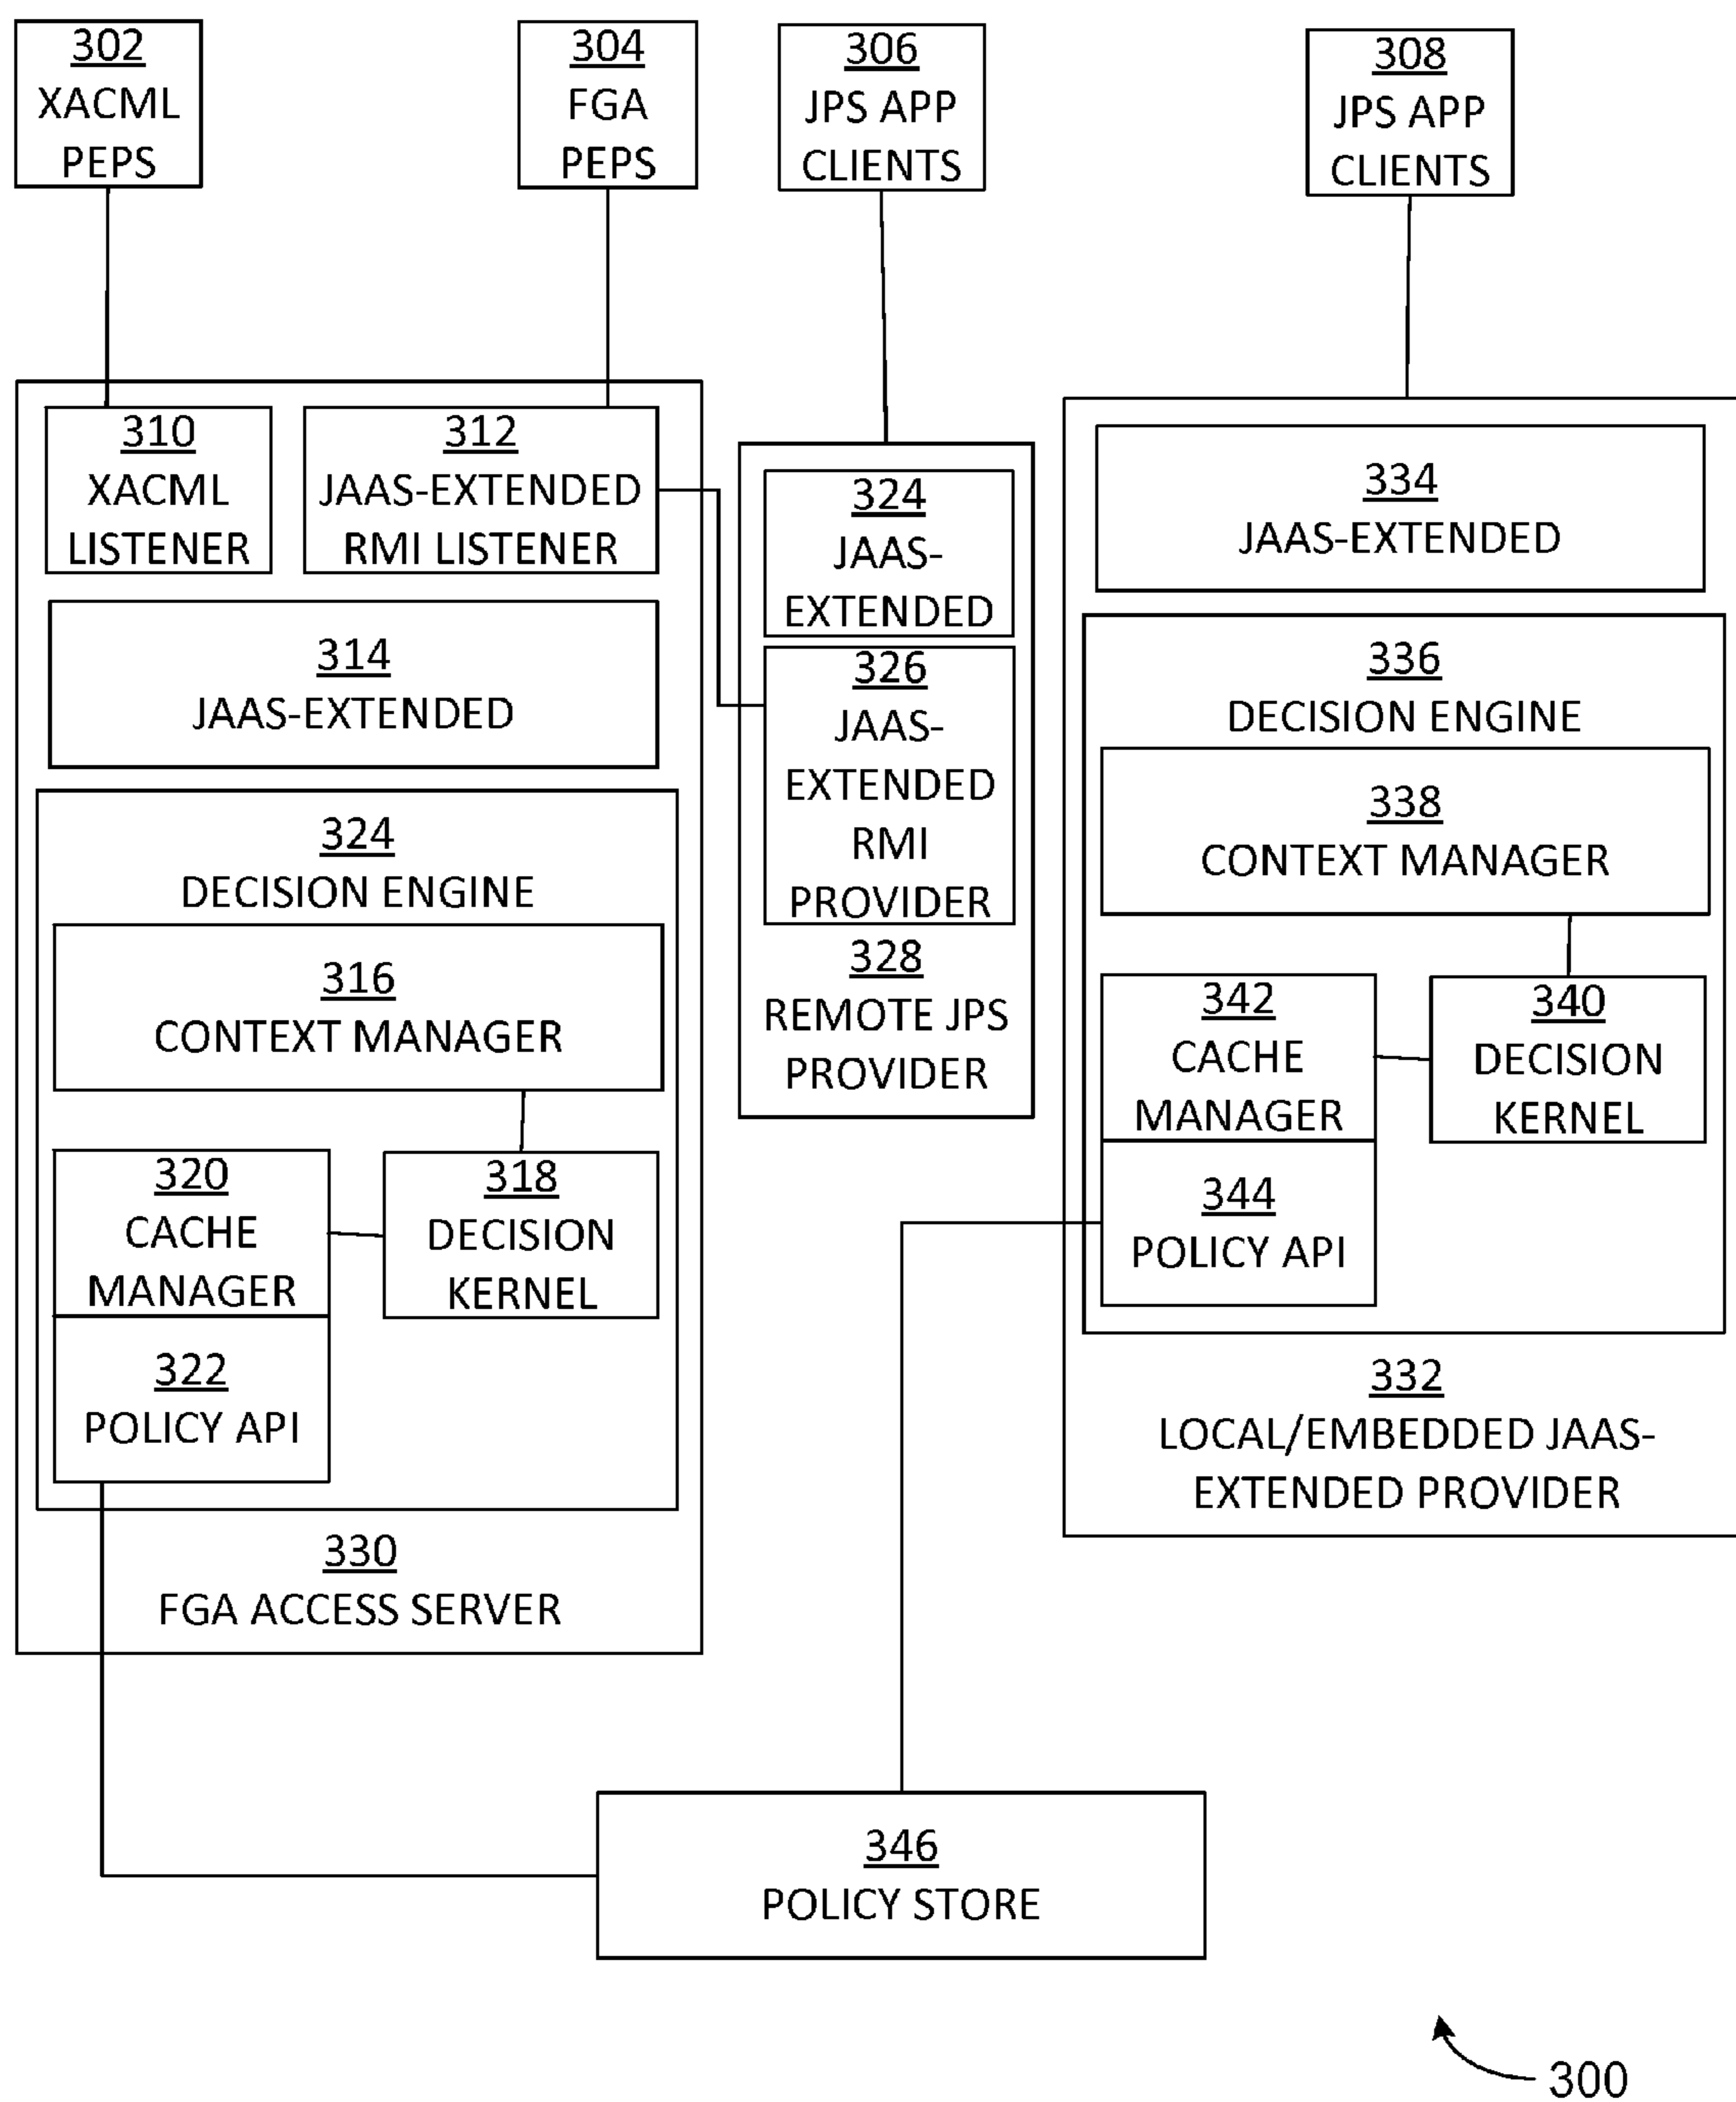 302
XACML
PEPS
304
FGA
PEPS
306
JPS APP
CLIENTS
308
JPS APP
CLIENTS
310
XACML
LISTENER
312
JAAS-EXTENDED
RMI LISTENER
314
JAAS-EXTENDED
324
DECISION ENGINE
316
CONTEXT MANAGER
320
CACHE
MANAGER
318
DECISION
KERNEL
322
POLICY API
330
FGA ACCESS SERVER
324
JAAS-
EXTENDED
326
JAAS-
EXTENDED
RMI
PROVIDER
328
REMOTE JPS
PROVIDER
334
JAAS-EXTENDED
336
DECISION ENGINE
338
CONTEXT MANAGER
342
CACHE
MANAGER
340
DECISION
KERNEL
344
POLICY API
332
LOCAL/EMBEDDED JAAS-
EXTENDED PROVIDER
346
POLICY STORE
300